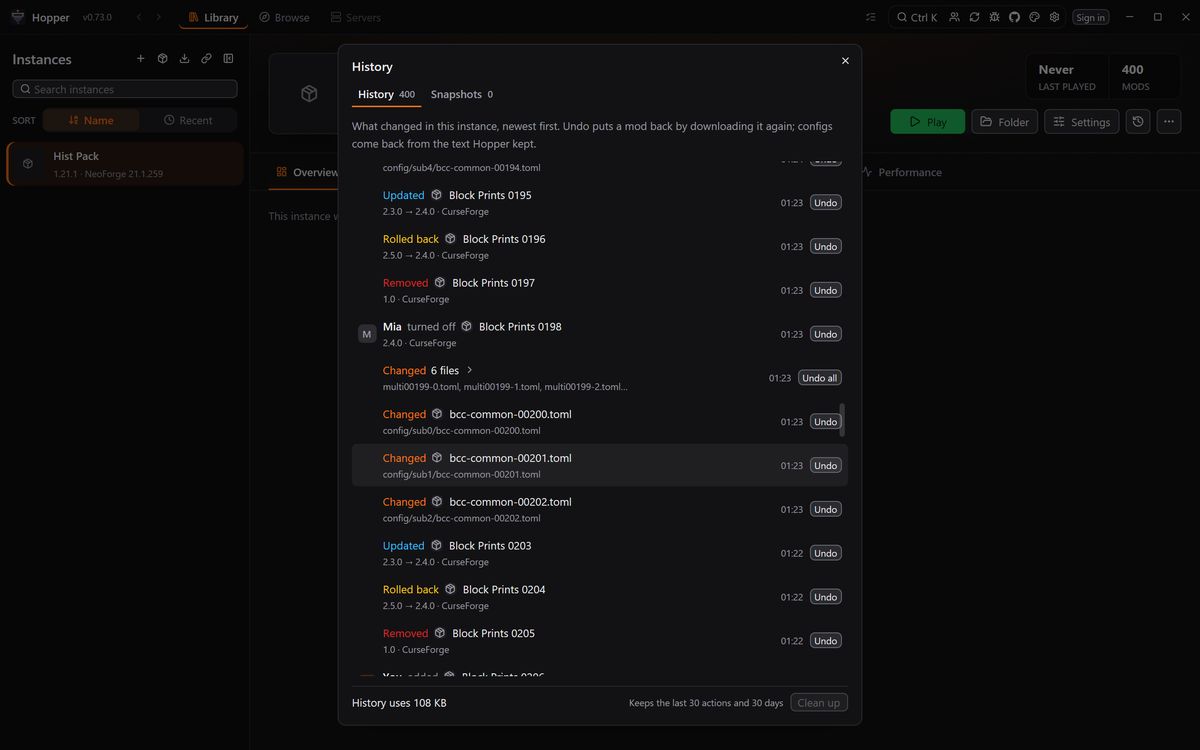 Hopper v0.73.0 Library Browse Servers Ctrl K Sign in
Instances
Search instances
SORT Name Recent
Hist Pack
1.21.1 · NeoForge 21.1.259
Never
LAST PLAYED
400
MODS
Play Folder Settings
Overview Performance
This instance
History
History 400 Snapshots 0
What changed in this instance, newest first. Undo puts a mod back by downloading it again; configs
come back from the text Hopper kept.
config/sub4/bcc-common-00194.toml
Updated Block Prints 0195
2.3.0 → 2.4.0 · CurseForge
01:23 Undo
Rolled back Block Prints 0196
2.5.0 → 2.4.0 · CurseForge
01:23 Undo
Removed Block Prints 0197
1.0 · CurseForge
01:23 Undo
M Mia turned off Block Prints 0198
2.4.0 · CurseForge
01:23 Undo
Changed 6 files
multi00199-0.toml, multi00199-1.toml, multi00199-2.toml...
01:23 Undo all
Changed bcc-common-00200.toml
config/sub0/bcc-common-00200.toml
01:23 Undo
Changed bcc-common-00201.toml
config/sub1/bcc-common-00201.toml
01:23 Undo
Changed bcc-common-00202.toml
config/sub2/bcc-common-00202.toml
01:23 Undo
Updated Block Prints 0203
2.3.0 → 2.4.0 · CurseForge
01:22 Undo
Rolled back Block Prints 0204
2.5.0 → 2.4.0 · CurseForge
01:22 Undo
Removed Block Prints 0205
1.0 · CurseForge
01:22 Undo
You added Block Prints 0206
History uses 108 KB
Keeps the last 30 actions and 30 days Clean up